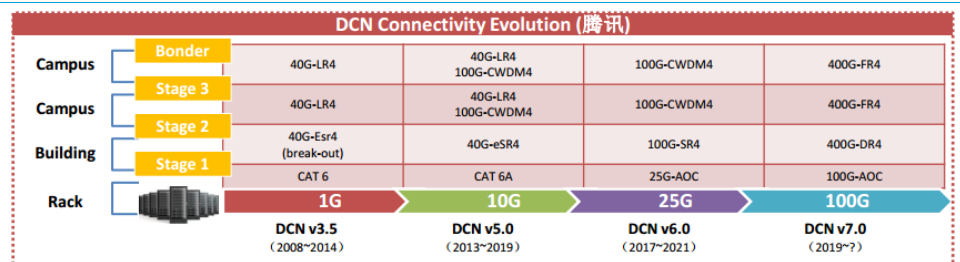 DCN Connectivity Evolution (腾讯)
Bonder
Campus
40G-LR4
40G-LR4
100G-CWDM4
100G-CWDM4
400G-FR4
Stage 3
Campus
40G-LR4
40G-LR4
100G-CWDM4
100G-CWDM4
400G-FR4
Stage 2
Building
40G-Esr4
(break-out)
40G-eSR4
100G-SR4
400G-DR4
Stage 1
CAT 6
CAT 6A
25G-AOC
100G-AOC
Rack
1G
10G
25G
100G
DCN v3.5
(2008~2014)
DCN v5.0
(2013~2019)
DCN v6.0
(2017~2021)
DCN v7.0
(2019~?)